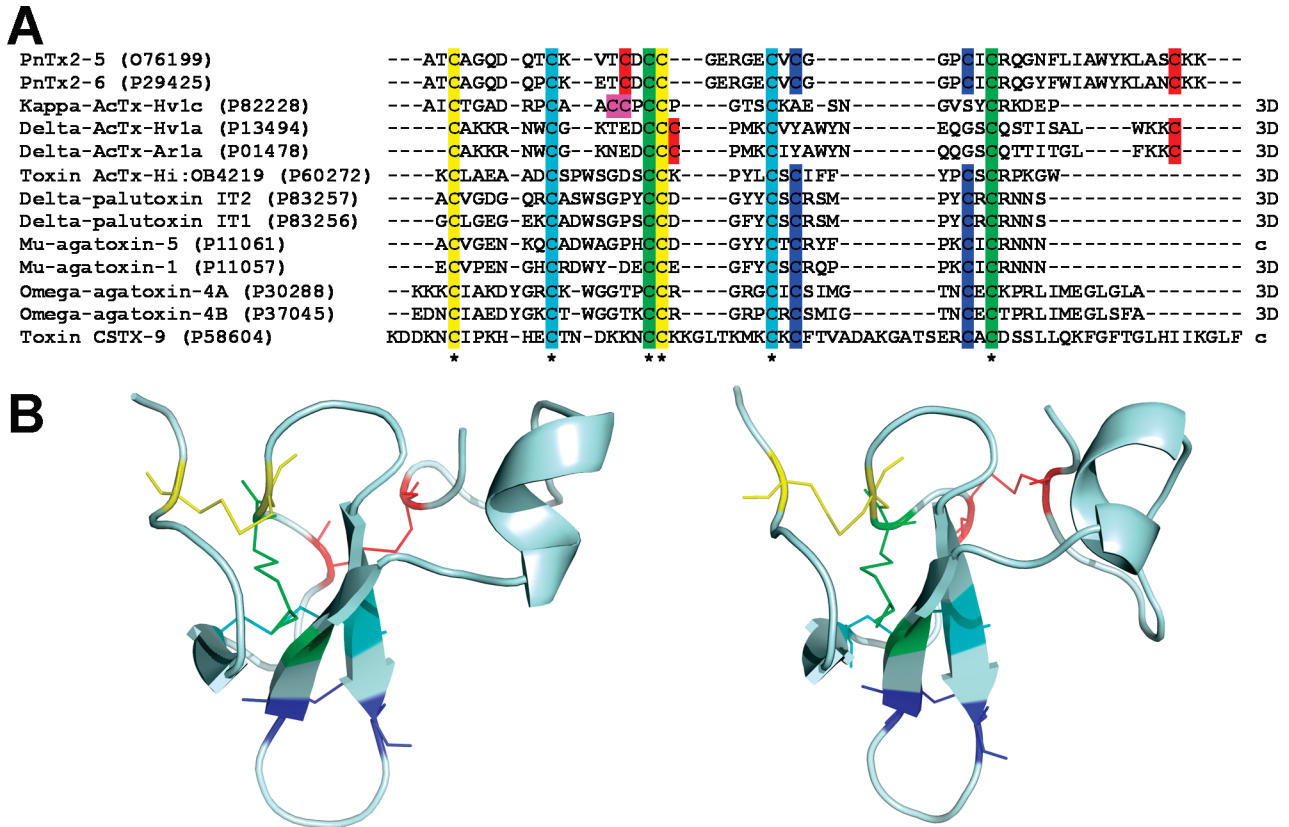 A
PnTx2-5 (O76199) ---ATCAGQD-QTCK--VTCDCC---GERGECVCG----------GPCICRQGNFLIAWYKLASCKK---
PnTx2-6 (P29425) ---ATCAGQD-QPCK--ETCDCC---GERGECVCG----------GPCICRQGYFWIAWYKLANCKK---
Kappa-AcTx-Hv1c (P82228) ---AICTGAD-RPCA--ACCPCCP----GTSCKAE-SN-------GVSYCRKDEP--------------- 3D
Delta-AcTx-Hv1a (P13494) -----CAKKR-NWCG--KTEDCCC----PMKCVYAWYN-------EQGSCQSTISAL----WKKC----- 3D
Delta-AcTx-Ar1a (P01478) -----CAKKR-NWCG--KNEDCCC----PMKCIYAWYN-------QQGSCQTTITGL----FKKC----- 3D
Toxin AcTx-Hi:OB4219 (P60272) ----KCLAEA-ADCSPWSGDSCCK----PYLCSCIFF--------YPCSCRPKGW--------------- 3D
Delta-palutoxin IT2 (P83257) ----ACVGDG-QRCADWSGPYCCD----GYYCSCRSM--------PYCRCRNNS---------------- 3D
Delta-palutoxin IT1 (P83256) ----GCLGEG-EKCADWSGPSCCD----GFYCSCRSM--------PYCRCRNNS---------------- 3D
Mu-agatoxin-5 (P11061) ----ACVGEN-KQCADWAGPHCCD----GYYCTCRYF--------PKCICRNNN---------------- c
Mu-agatoxin-1 (P11057) ----ECVPEN-GHCRDWY-DECCE----GFYCSCRQP--------PKCICRNNN---------------- 3D
Omega-agatoxin-4A (P30288) --KKKCIAKDYGRCK-WGGTPCCR----GRGCICSIMG-------TNCECKPRLIMEGLGLA-------- 3D
Omega-agatoxin-4B (P37045) --EDNCIAEDYGKCT-WGGTKCCR----GRPCRCSMIG-------TNCECTPRLIMEGLSFA-------- 3D
Toxin CSTX-9 (P58604) KDDKNCIPKH-HECTN-DKKNCCKKGLTKMKCKCFTVADAKGATSERCACDSSLLQKFGFTGLHIIKGLF c
* * ** * *
B